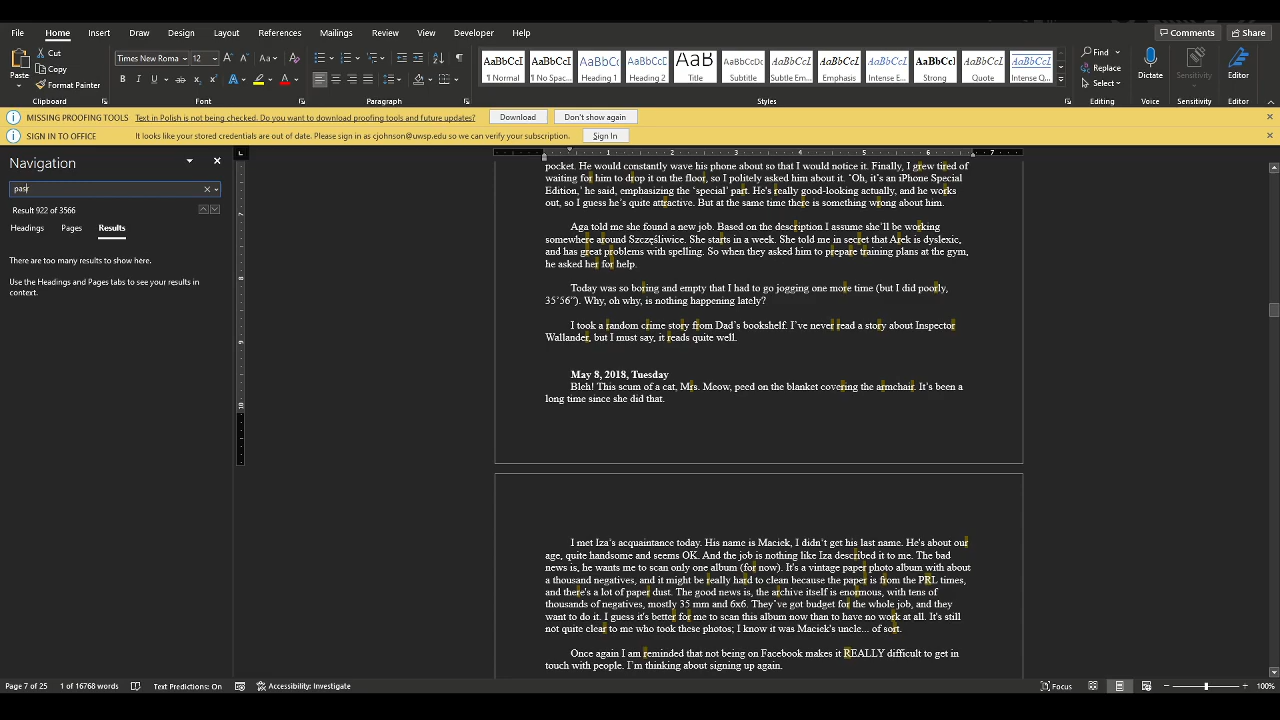 File Home Insert Draw Design Layout References Mailings Review View Developer Help Comments Share
Cut
Copy
Paste
Format Painter
Times New Roma 12
AaBbCcI AaBbCcI AaBbCc AaBbCcI AaB AaBbCcI AaBbCcI AaBbCcI AaBbCcI AaBbCcI AaBbCcI AaBbCcI
¶ Normal ¶ No Spac... Heading 1 Heading 2 Title Subtitle Subtle Em... Emphasis Intense E... Strong Quote Intense Q...
Find
Replace
Select
Dictate Sensitivity Editor
Clipboard Font Paragraph Styles Editing Voice Sensitivity Editor
MISSING PROOFING TOOLS Text in Polish is not being checked. Do you want to download proofing tools and future updates? Download Don't show again
SIGN IN TO OFFICE It looks like your stored credentials are out of date. Please sign in as cjohnson@uwsp.edu so we can verify your subscription. Sign In
Navigation
Result 922 of 3566
Headings Pages Results
There are too many results to show here.
Use the Headings and Pages tabs to see your results in
context.
1 2 3 4 5 6 7
7
8
9
10
pocket. He would constantly wave his phone about so that I would notice it. Finally, I grew tired of
waiting for him to drop it on the floor, so I politely asked him about it. ‘Oh, it’s an iPhone Special
Edition,’ he said, emphasizing the ‘special’ part. He’s really good-looking actually, and he works
out, so I guess he’s quite attractive. But at the same time there is something wrong about him.
Aga told me she found a new job. Based on the description I assume she’ll be working
somewhere around Szczęśliwice. She starts in a week. She told me in secret that Arek is dyslexic,
and has great problems with spelling. So when they asked him to prepare training plans at the gym,
he asked her for help.
Today was so boring and empty that I had to go jogging one more time (but I did poorly,
35’56”). Why, oh why, is nothing happening lately?
I took a random crime story from Dad’s bookshelf. I’ve never read a story about Inspector
Wallander, but I must say, it reads quite well.
May 8, 2018, Tuesday
Bleh! This scum of a cat, Mrs. Meow, peed on the blanket covering the armchair. It’s been a
long time since she did that.
I met Iza’s acquaintance today. His name is Maciek, I didn’t get his last name. He’s about our
age, quite handsome and seems OK. And the job is nothing like Iza described it to me. The bad
news is, he wants me to scan only one album (for now). It’s a vintage paper photo album with about
a thousand negatives, and it might be really hard to clean because the paper is from the PRL times,
and there’s a lot of paper dust. The good news is, the archive itself is enormous, with tens of
thousands of negatives, mostly 35 mm and 6x6. They’ve got budget for the whole job, and they
want to do it. I guess it’s better for me to scan this album now than to have no work at all. It’s still
not quite clear to me who took these photos; I know it was Maciek’s uncle... of sort.
Once again I am reminded that not being on Facebook makes it REALLY difficult to get in
touch with people. I’m thinking about signing up again.
Page 7 of 25 1 of 16768 words Text Predictions: On Accessibility: Investigate Focus 100%